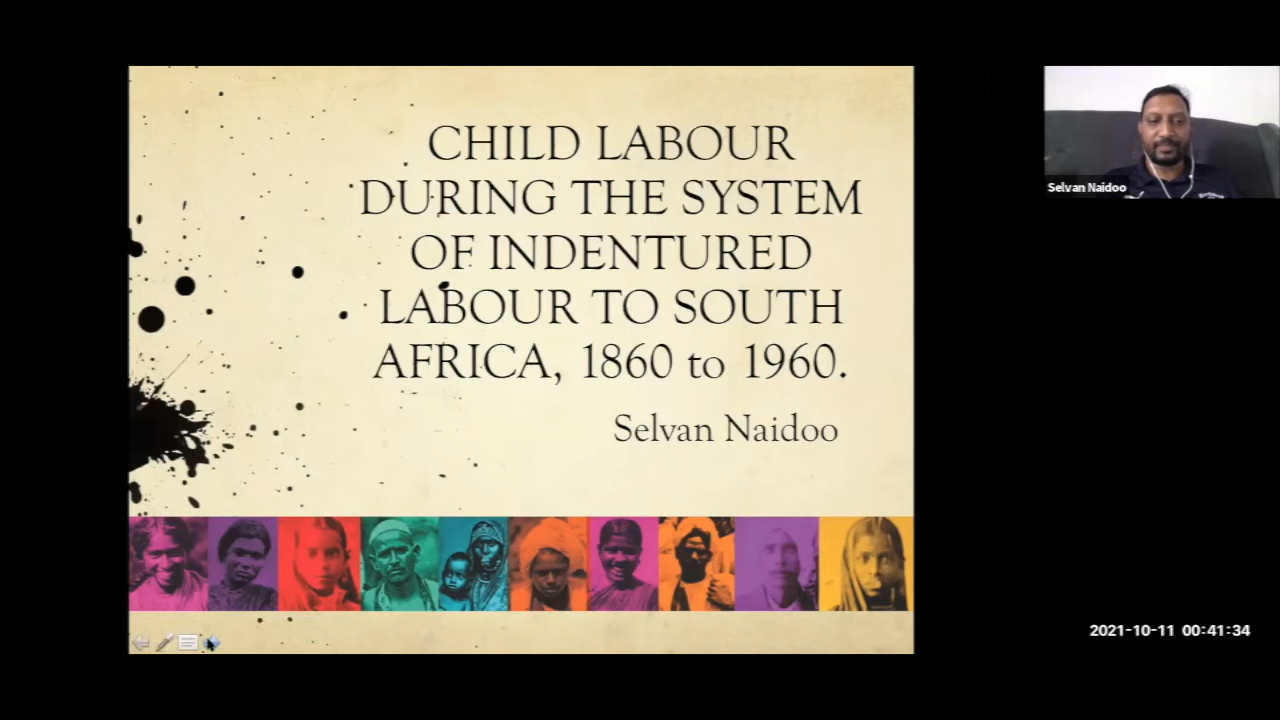 CHILD LABOUR
DURING THE SYSTEM
OF INDENTURED
LABOUR TO SOUTH
AFRICA, 1860 to 1960.
Selvan Naidoo
Selvan Naidoo
2021-10-11 00:41:34